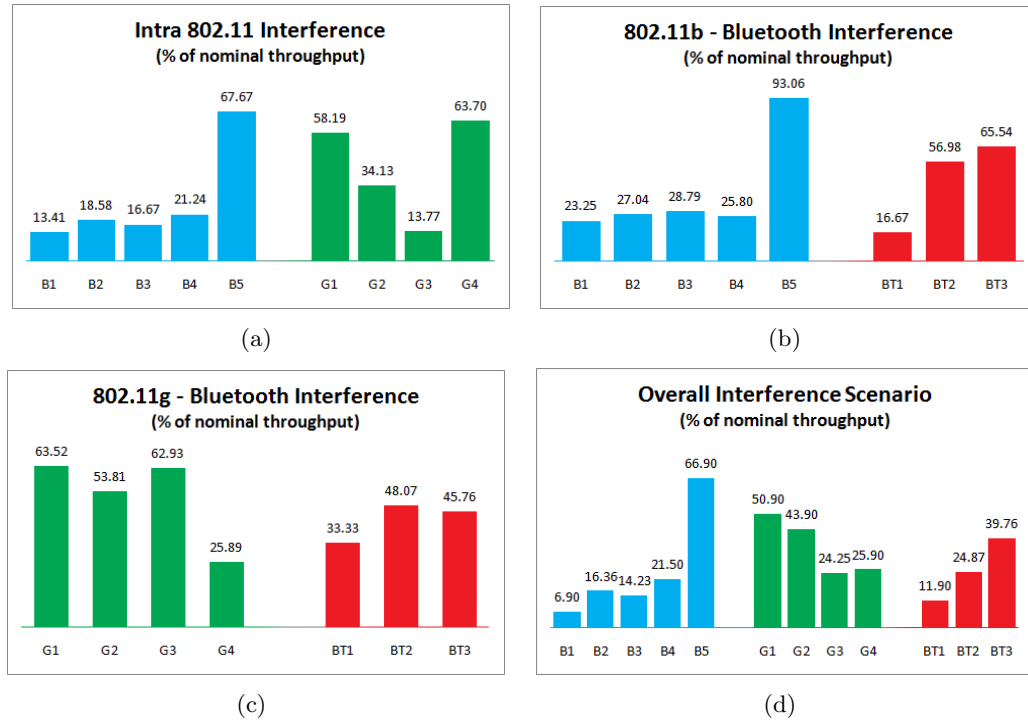 Intra 802.11 Interference
(% of nominal throughput)
67.67
58.19
63.70
34.13
13.41
18.58
16.67
21.24
13.77
B1 B2 B3 B4 B5 G1 G2 G3 G4
(a)
802.11b - Bluetooth Interference
(% of nominal throughput)
93.06
23.25
27.04
28.79
25.80
16.67
56.98
65.54
B1 B2 B3 B4 B5 BT1 BT2 BT3
(b)
802.11g - Bluetooth Interference
(% of nominal throughput)
63.52
53.81
62.93
25.89
33.33
48.07
45.76
G1 G2 G3 G4 BT1 BT2 BT3
(c)
Overall Interference Scenario
(% of nominal throughput)
66.90
50.90
43.90
6.90
16.36
14.23
21.50
24.25
25.90
11.90
24.87
39.76
B1 B2 B3 B4 B5 G1 G2 G3 G4 BT1 BT2 BT3
(d)